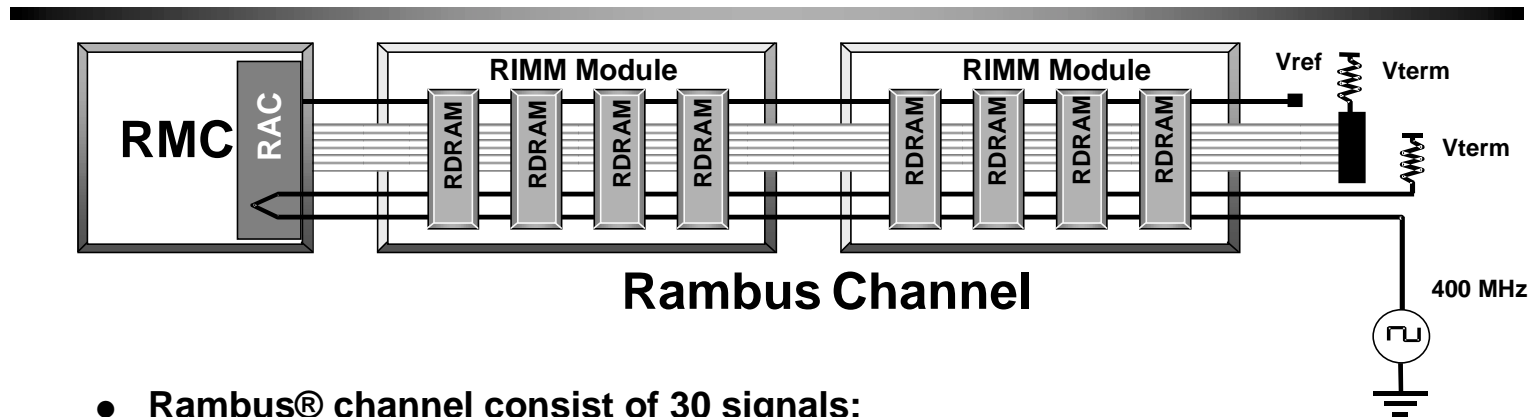 RIMM Module
RIMM Module
Vref
Vterm
RMC
RAC
RDRAM
RDRAM
RDRAM
RDRAM
RDRAM
RDRAM
RDRAM
RDRAM
Vterm
Rambus Channel
400 MHz
● Rambus® channel consist of 30 signals: